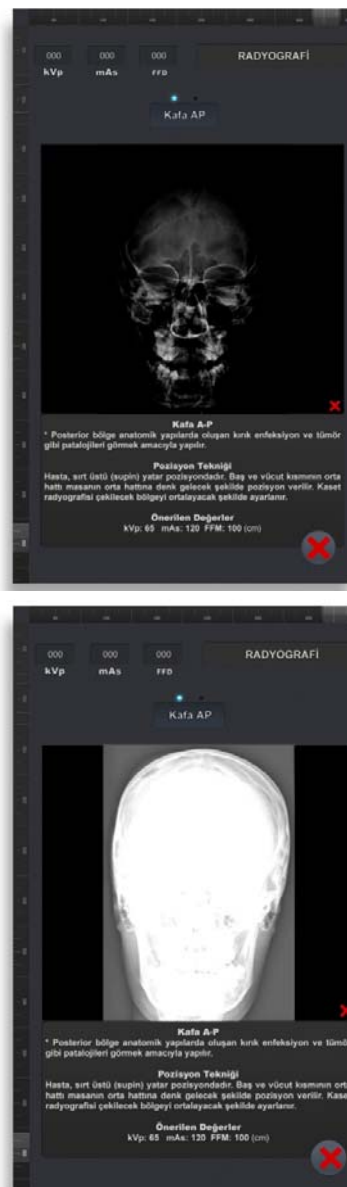 000 000 000 RADYOGRAFİ
kVp mAs FFD
Kafa AP
Kafa A-P
* Posterior bölge anatomik yapılarda oluşan kırık enfeksiyon ve tümör
gibi patalojileri görmek amacıyla yapılır.
Pozisyon Tekniği
Hasta, sırt üstü (supin) yatar pozisyondadır. Baş ve vücut kısmının orta
hattı masanın orta hattına denk gelecek şekilde pozisyon verilir. Kaset
radyografisi çekilecek bölgeyi ortalayacak şekilde ayarlanır.
Önerilen Değerler
kVp: 65 mAs: 120 FFM: 100 (cm)
000 000 000 RADYOGRAFİ
kVp mAs FFD
Kafa AP
Kafa A-P
* Posterior bölge anatomik yapılarda oluşan kırık enfeksiyon ve tümö
gibi patalojileri görmek amacıyla yapılır.
Pozisyon Tekniği
Hasta, sırt üstü (supin) yatar pozisyondadır. Baş ve vücut kısmının orta
hattı masanın orta hattına denk gelecek şekilde pozisyon verilir. Kase
radyografisi çekilecek bölgeyi ortalayacak şekilde ayarlanır.
Önerilen Değerler
kVp: 65 mAs: 120 FFM: 100 (cm)